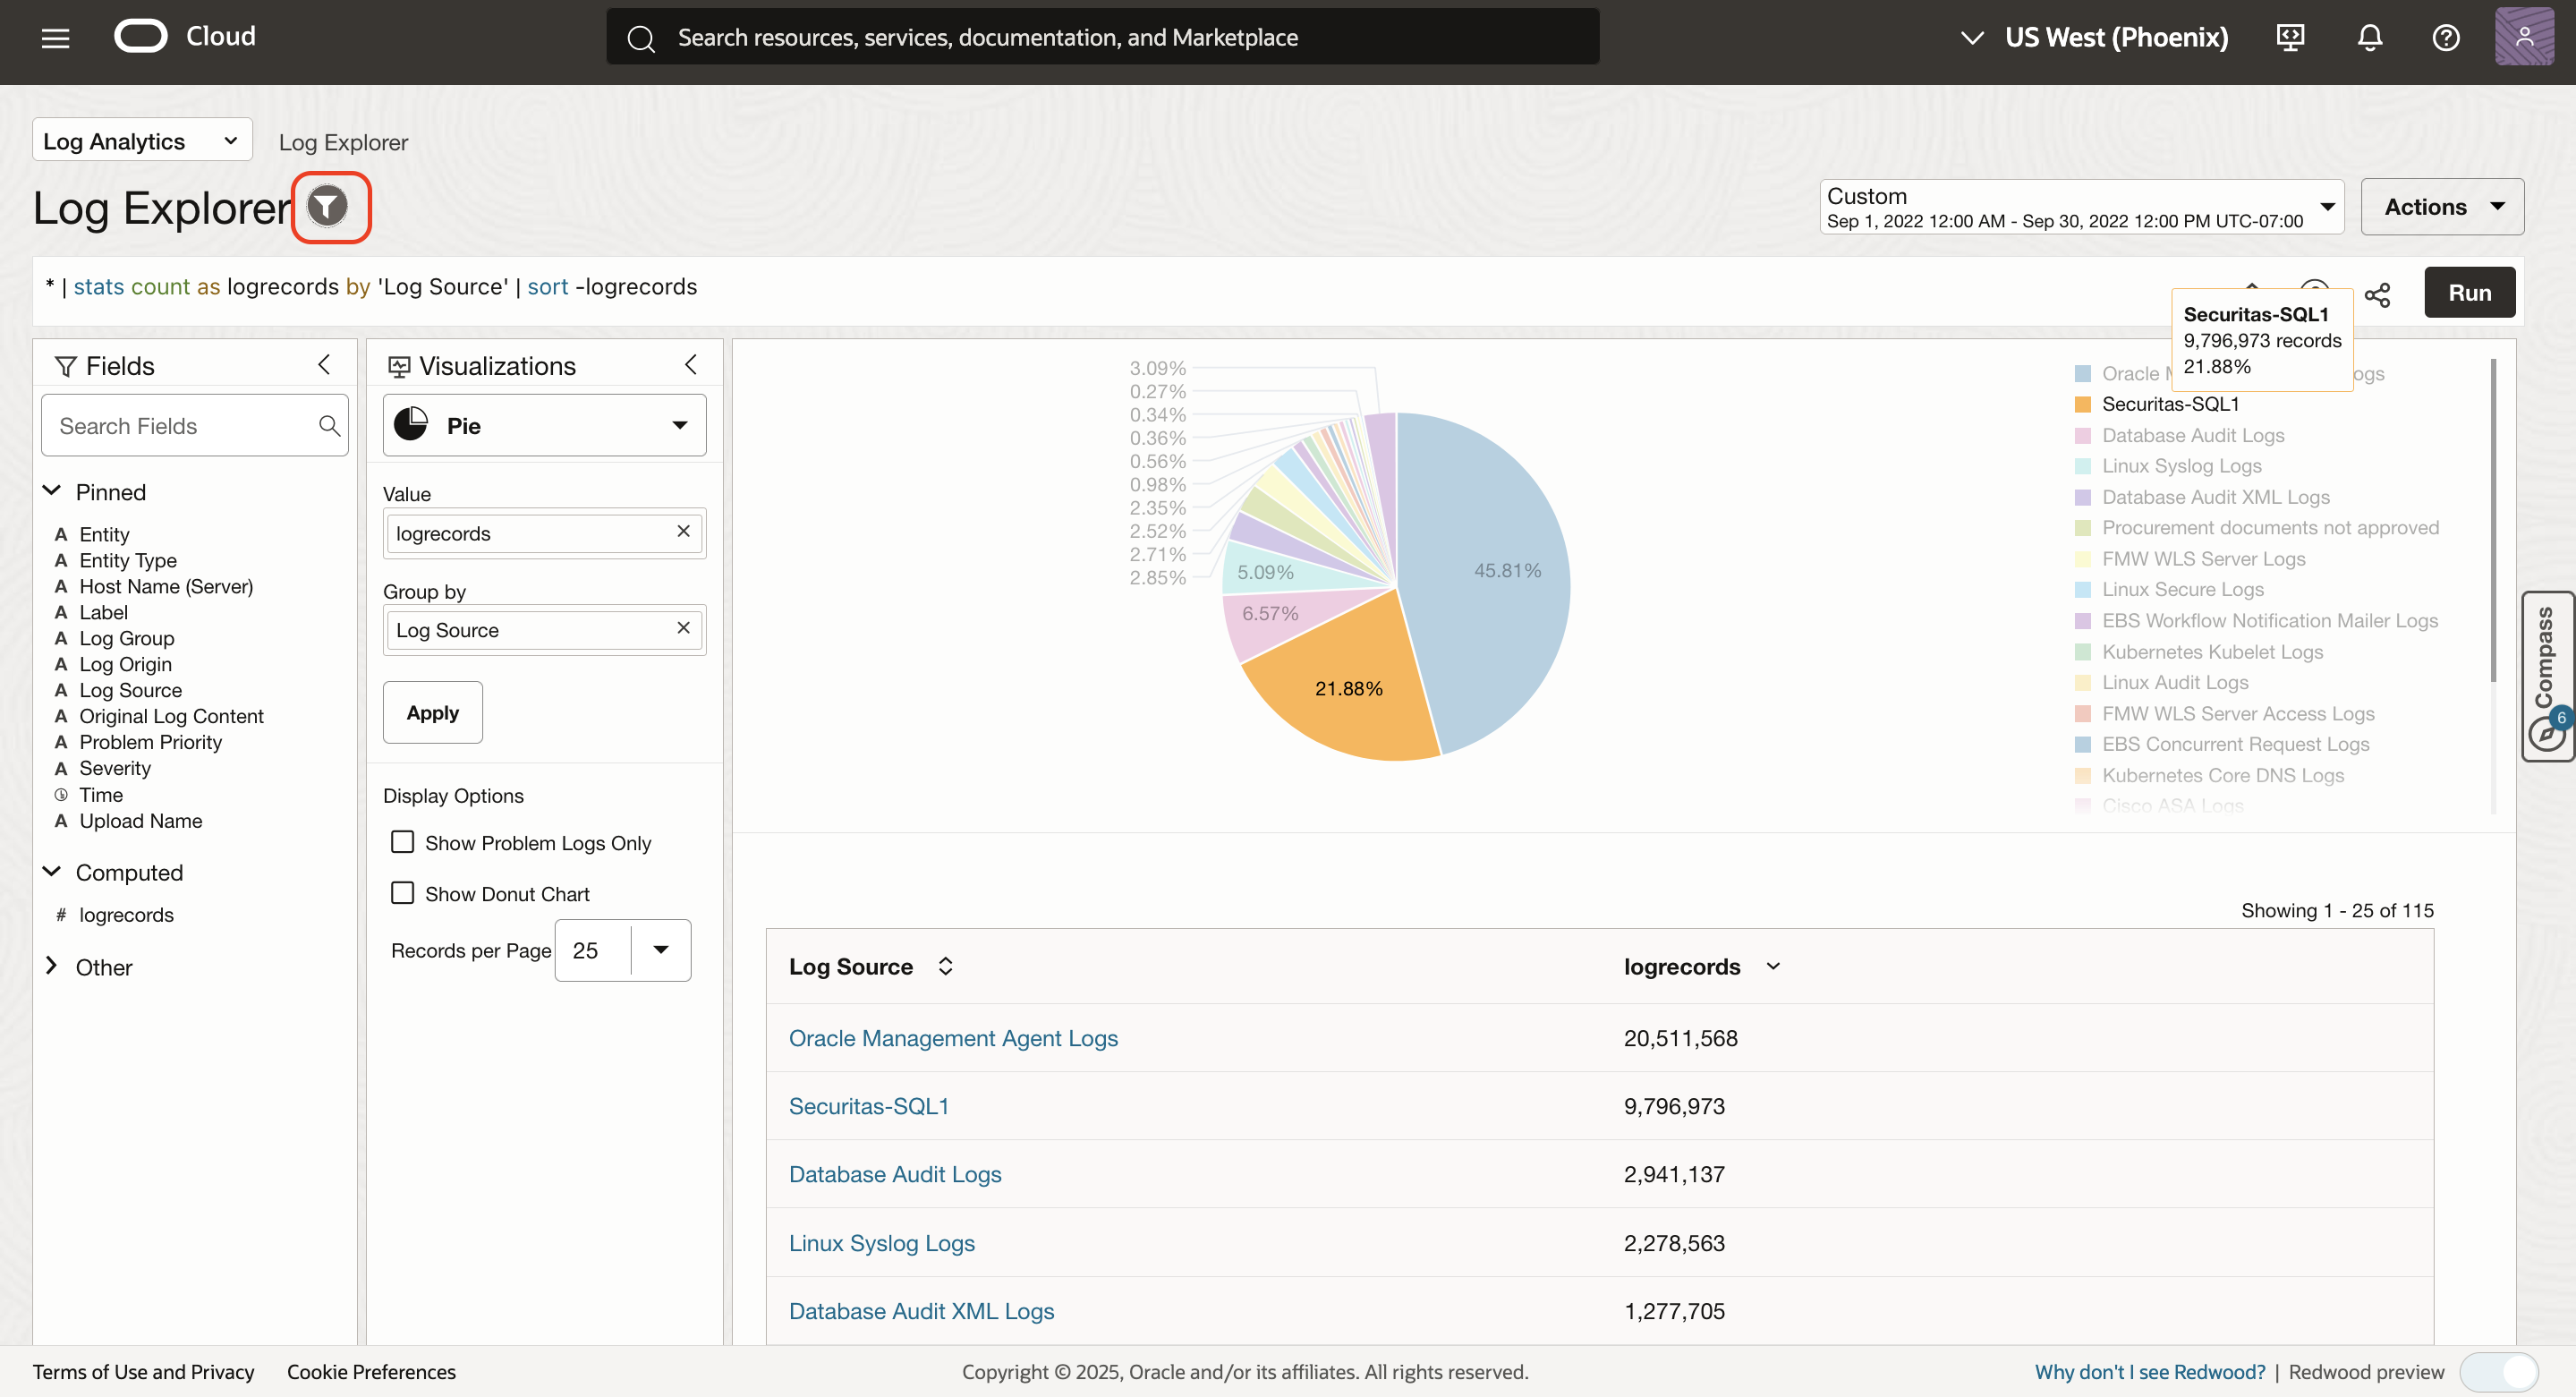 Cloud
Search resources, services, documentation, and Marketplace
US West (Phoenix)
Log Analytics
Log Explorer
Log Explorer
Custom
Sep 1, 2022 12:00 AM - Sep 30, 2022 12:00 PM UTC-07:00
Actions
* | stats count as logrecords by 'Log Source' | sort -logrecords
Run
Securitas-SQL1
9,796,973 records
21.88%
Fields
Search Fields
Pinned
A Entity
A Entity Type
A Host Name (Server)
A Label
A Log Group
A Log Origin
A Log Source
A Original Log Content
A Problem Priority
A Severity
Time
A Upload Name
Computed
# logrecords
Other
Visualizations
Pie
Value
logrecords
Group by
Log Source
Apply
Display Options
Show Problem Logs Only
Show Donut Chart
Records per Page 25
3.09%
0.27%
0.34%
0.36%
0.56%
0.98%
2.35%
2.52%
2.71%
2.85%
5.09%
6.57%
21.88%
45.81%
Oracle ogs
Securitas-SQL1
Database Audit Logs
Linux Syslog Logs
Database Audit XML Logs
Procurement documents not approved
FMW WLS Server Logs
Linux Secure Logs
EBS Workflow Notification Mailer Logs
Kubernetes Kubelet Logs
Linux Audit Logs
FMW WLS Server Access Logs
EBS Concurrent Request Logs
Kubernetes Core DNS Logs
Cisco ASA Logs
Compass
6
Showing 1 - 25 of 115
Log Source logrecords
Oracle Management Agent Logs 20,511,568
Securitas-SQL1 9,796,973
Database Audit Logs 2,941,137
Linux Syslog Logs 2,278,563
Database Audit XML Logs 1,277,705
Terms of Use and Privacy Cookie Preferences
Copyright © 2025, Oracle and/or its affiliates. All rights reserved.
Why don't I see Redwood? | Redwood preview